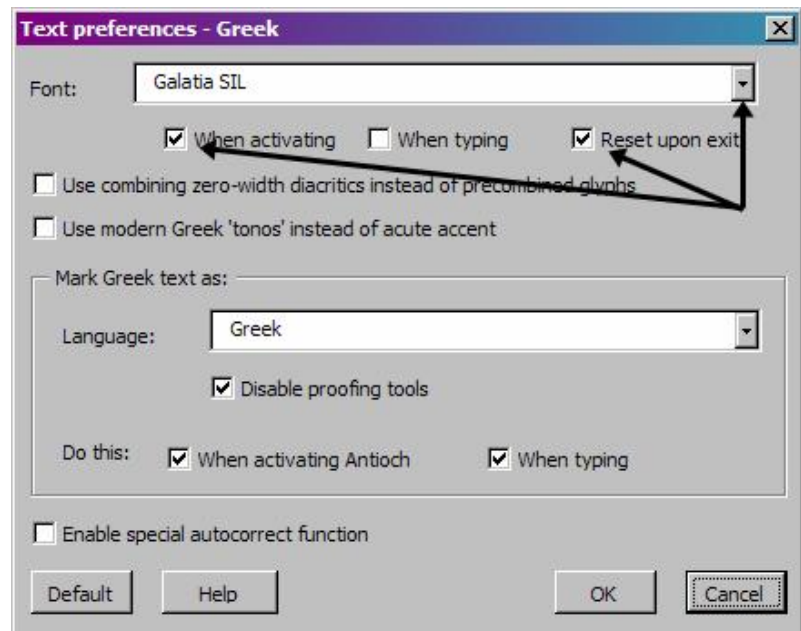 Text preferences - Greek
Font: Galatia SIL
When activating When typing Reset upon exit
Use combining zero-width diacritics instead of precombined glyphs
Use modern Greek 'tonos' instead of acute accent
Mark Greek text as:
Language: Greek
Disable proofing tools
Do this: When activating Antioch When typing
Enable special autocorrect function
Default Help OK Cancel